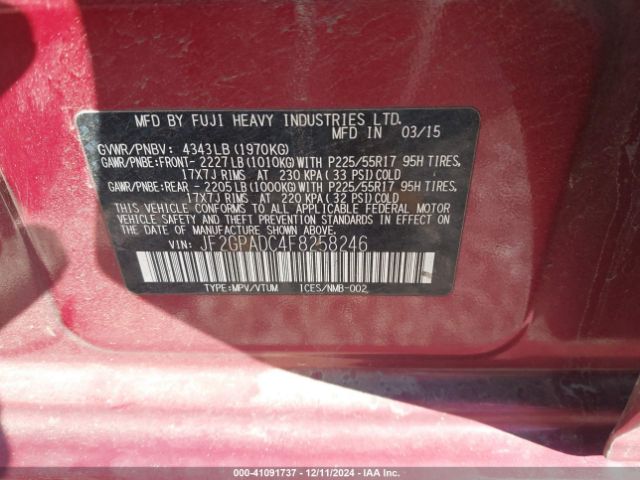 MFD BY FUJI HEAVY INDUSTRIES LTD.
MFD IN 03/15
GVWR/PNBV: 4343LB(1970KG)
GAWR/PNBE:FRONT- 2227LB(1010KG)WITH P225/55R17 95H TIRES,
17X7J RIMS AT 230 KPA(33 PSI)COLD
GAWR/PNBE:REAR - 2205LB(1000KG)WITH P225/55R17 95H TIRES,
17X7J RIMS AT 220 KPA(32 PSI)COLD
THIS VEHICLE CONFORMS TO ALL APPLICABLE FEDERAL MOTOR
VEHICLE SAFETY AND THEFT PREVENTION STANDARDS IN EFFECT ON
THE DATE OF MANUFACTURE SHOWN ABOVE.
VIN: JF2GPADC4F8258246
TYPE:MPV/VTUM ICES/NMB-002
000-41091737 - 12/11/2024 - IAA Inc.